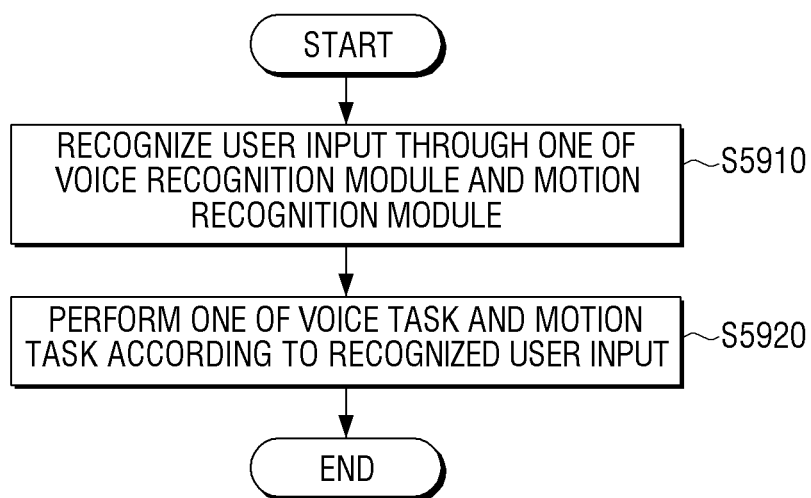 START
RECOGNIZE USER INPUT THROUGH ONE OF
VOICE RECOGNITION MODULE AND MOTION
RECOGNITION MODULE
S5910
PERFORM ONE OF VOICE TASK AND MOTION
TASK ACCORDING TO RECOGNIZED USER INPUT
S5920
END